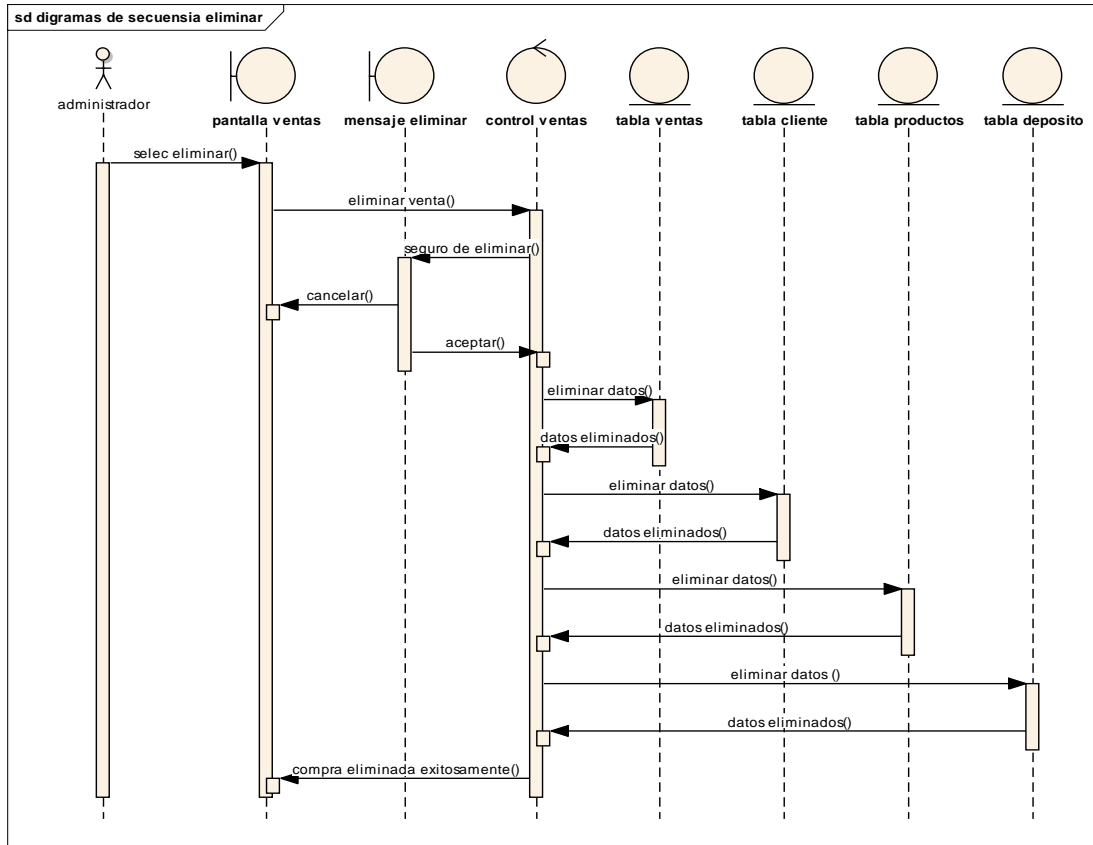 sd digramas de secuensia eliminar
administrador
pantalla ventas
mensaje eliminar
control ventas
tabla ventas
tabla cliente
tabla productos
tabla deposito
selec eliminar()
eliminar venta()
seguro de eliminar()
cancelar()
aceptar()
eliminar datos()
datos eliminados()
eliminar datos()
datos eliminados()
eliminar datos()
datos eliminados()
eliminar datos ()
datos eliminados()
compra eliminada exitosamente()